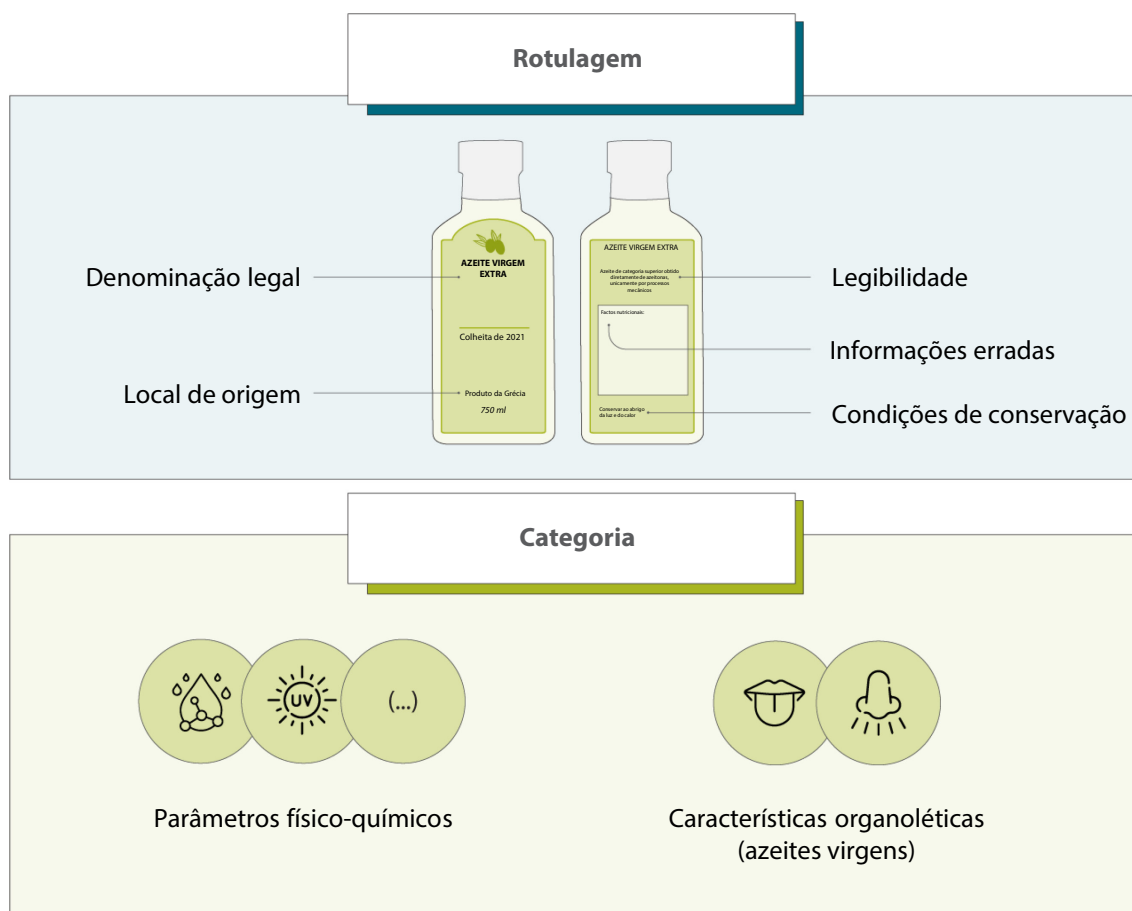 Rotulagem
Denominação legal
Local de origem
AZEITE VIRGEM
EXTRA
Colheita de 2021
Produto da Grécia
750 ml
AZEITE VIRGEM EXTRA
Azeite de categoria superior obtido
diretamente de azeitonas,
unicamente por processos
mecânicos
Factos nutricionais:
Conservar ao abrigo
da luz e do calor
Legibilidade
Informações erradas
Condições de conservação
Categoria
UV
(...)
Parâmetros físico-químicos
Características organoléticas
(azeites virgens)